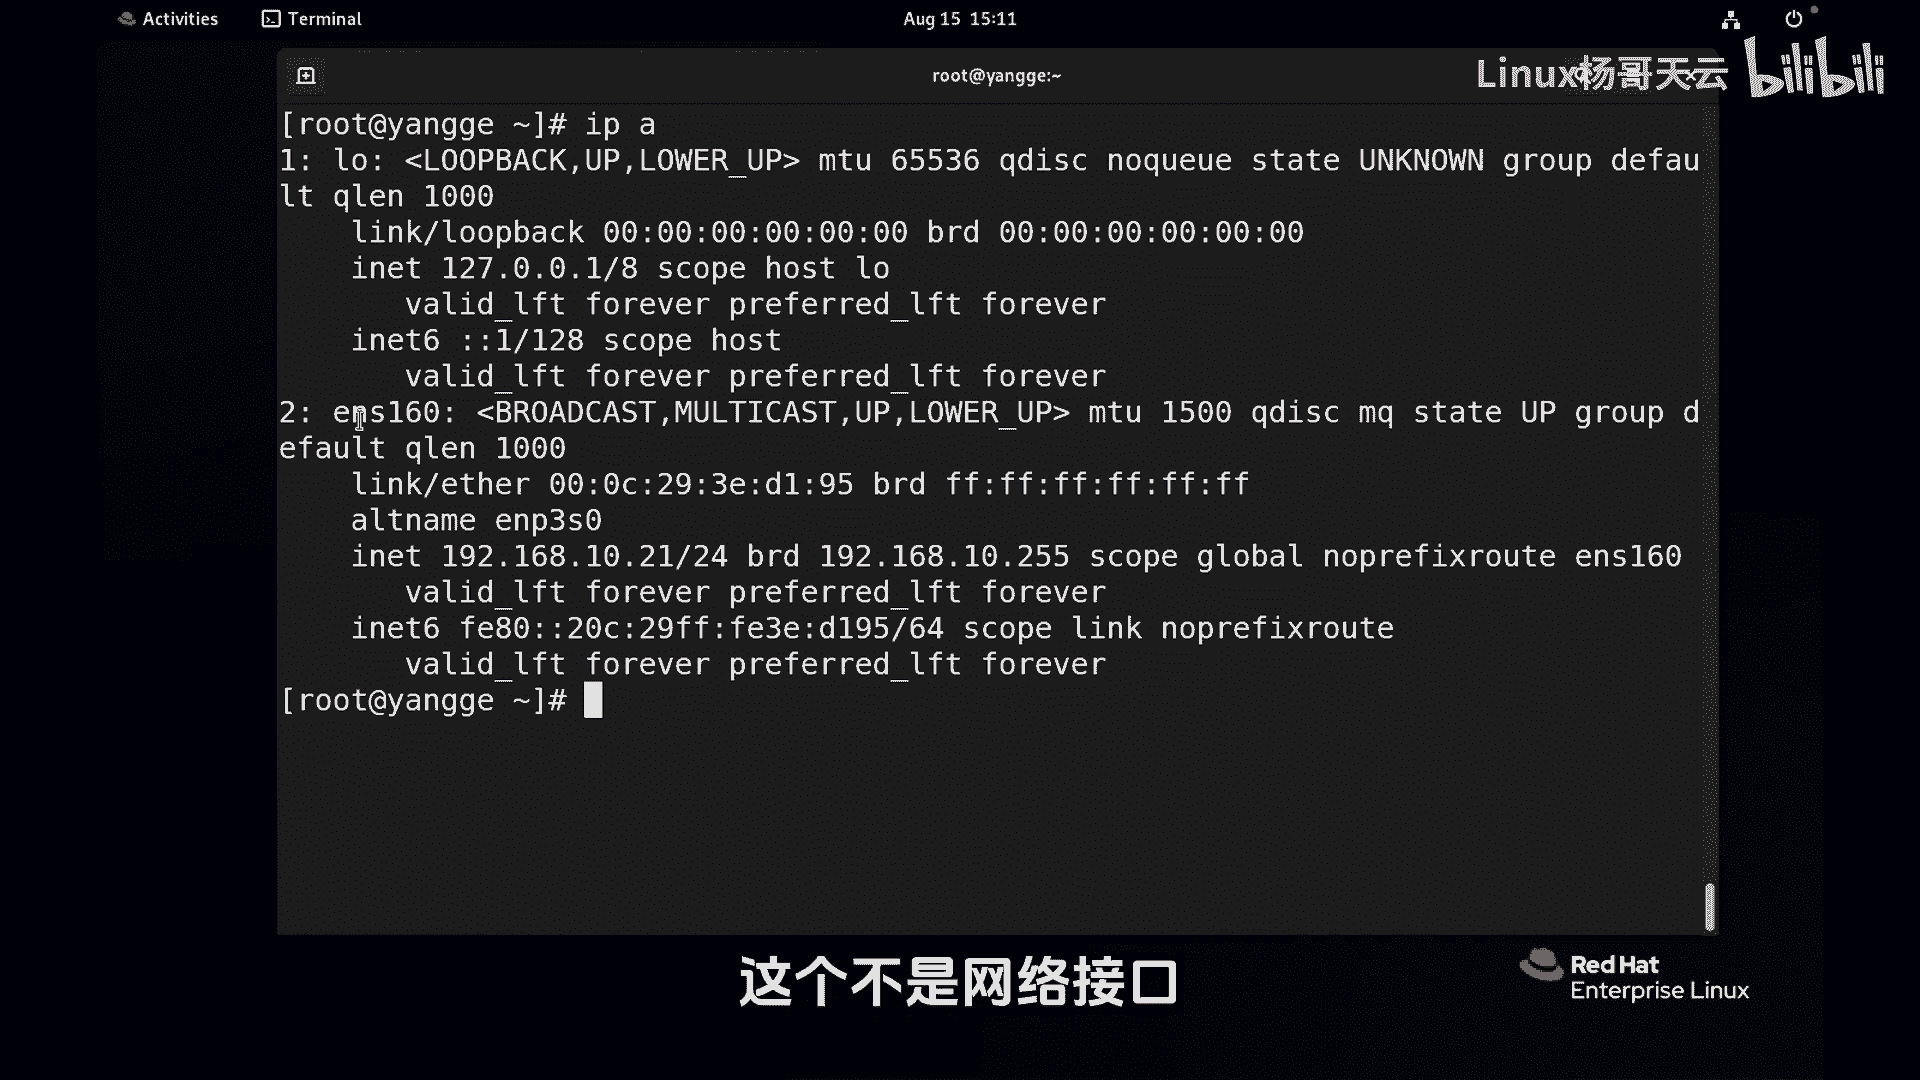 Activities Terminal Aug 15 15:11
root@yangge:~
Linux杨哥天云 bilibili
[root@yangge ~]# ip a
1: lo: <LOOPBACK,UP,LOWER_UP> mtu 65536 qdisc noqueue state UNKNOWN group defau
lt qlen 1000
    link/loopback 00:00:00:00:00:00 brd 00:00:00:00:00:00
    inet 127.0.0.1/8 scope host lo
       valid_lft forever preferred_lft forever
    inet6 ::1/128 scope host
       valid_lft forever preferred_lft forever
2: ens160: <BROADCAST,MULTICAST,UP,LOWER_UP> mtu 1500 qdisc mq state UP group d
efault qlen 1000
    link/ether 00:0c:29:3e:d1:95 brd ff:ff:ff:ff:ff:ff
    altname enp3s0
    inet 192.168.10.21/24 brd 192.168.10.255 scope global noprefixroute ens160
       valid_lft forever preferred_lft forever
    inet6 fe80::20c:29ff:fe3e:d195/64 scope link noprefixroute
       valid_lft forever preferred_lft forever
[root@yangge ~]#
这个不是网络接口
Red Hat
Enterprise Linux